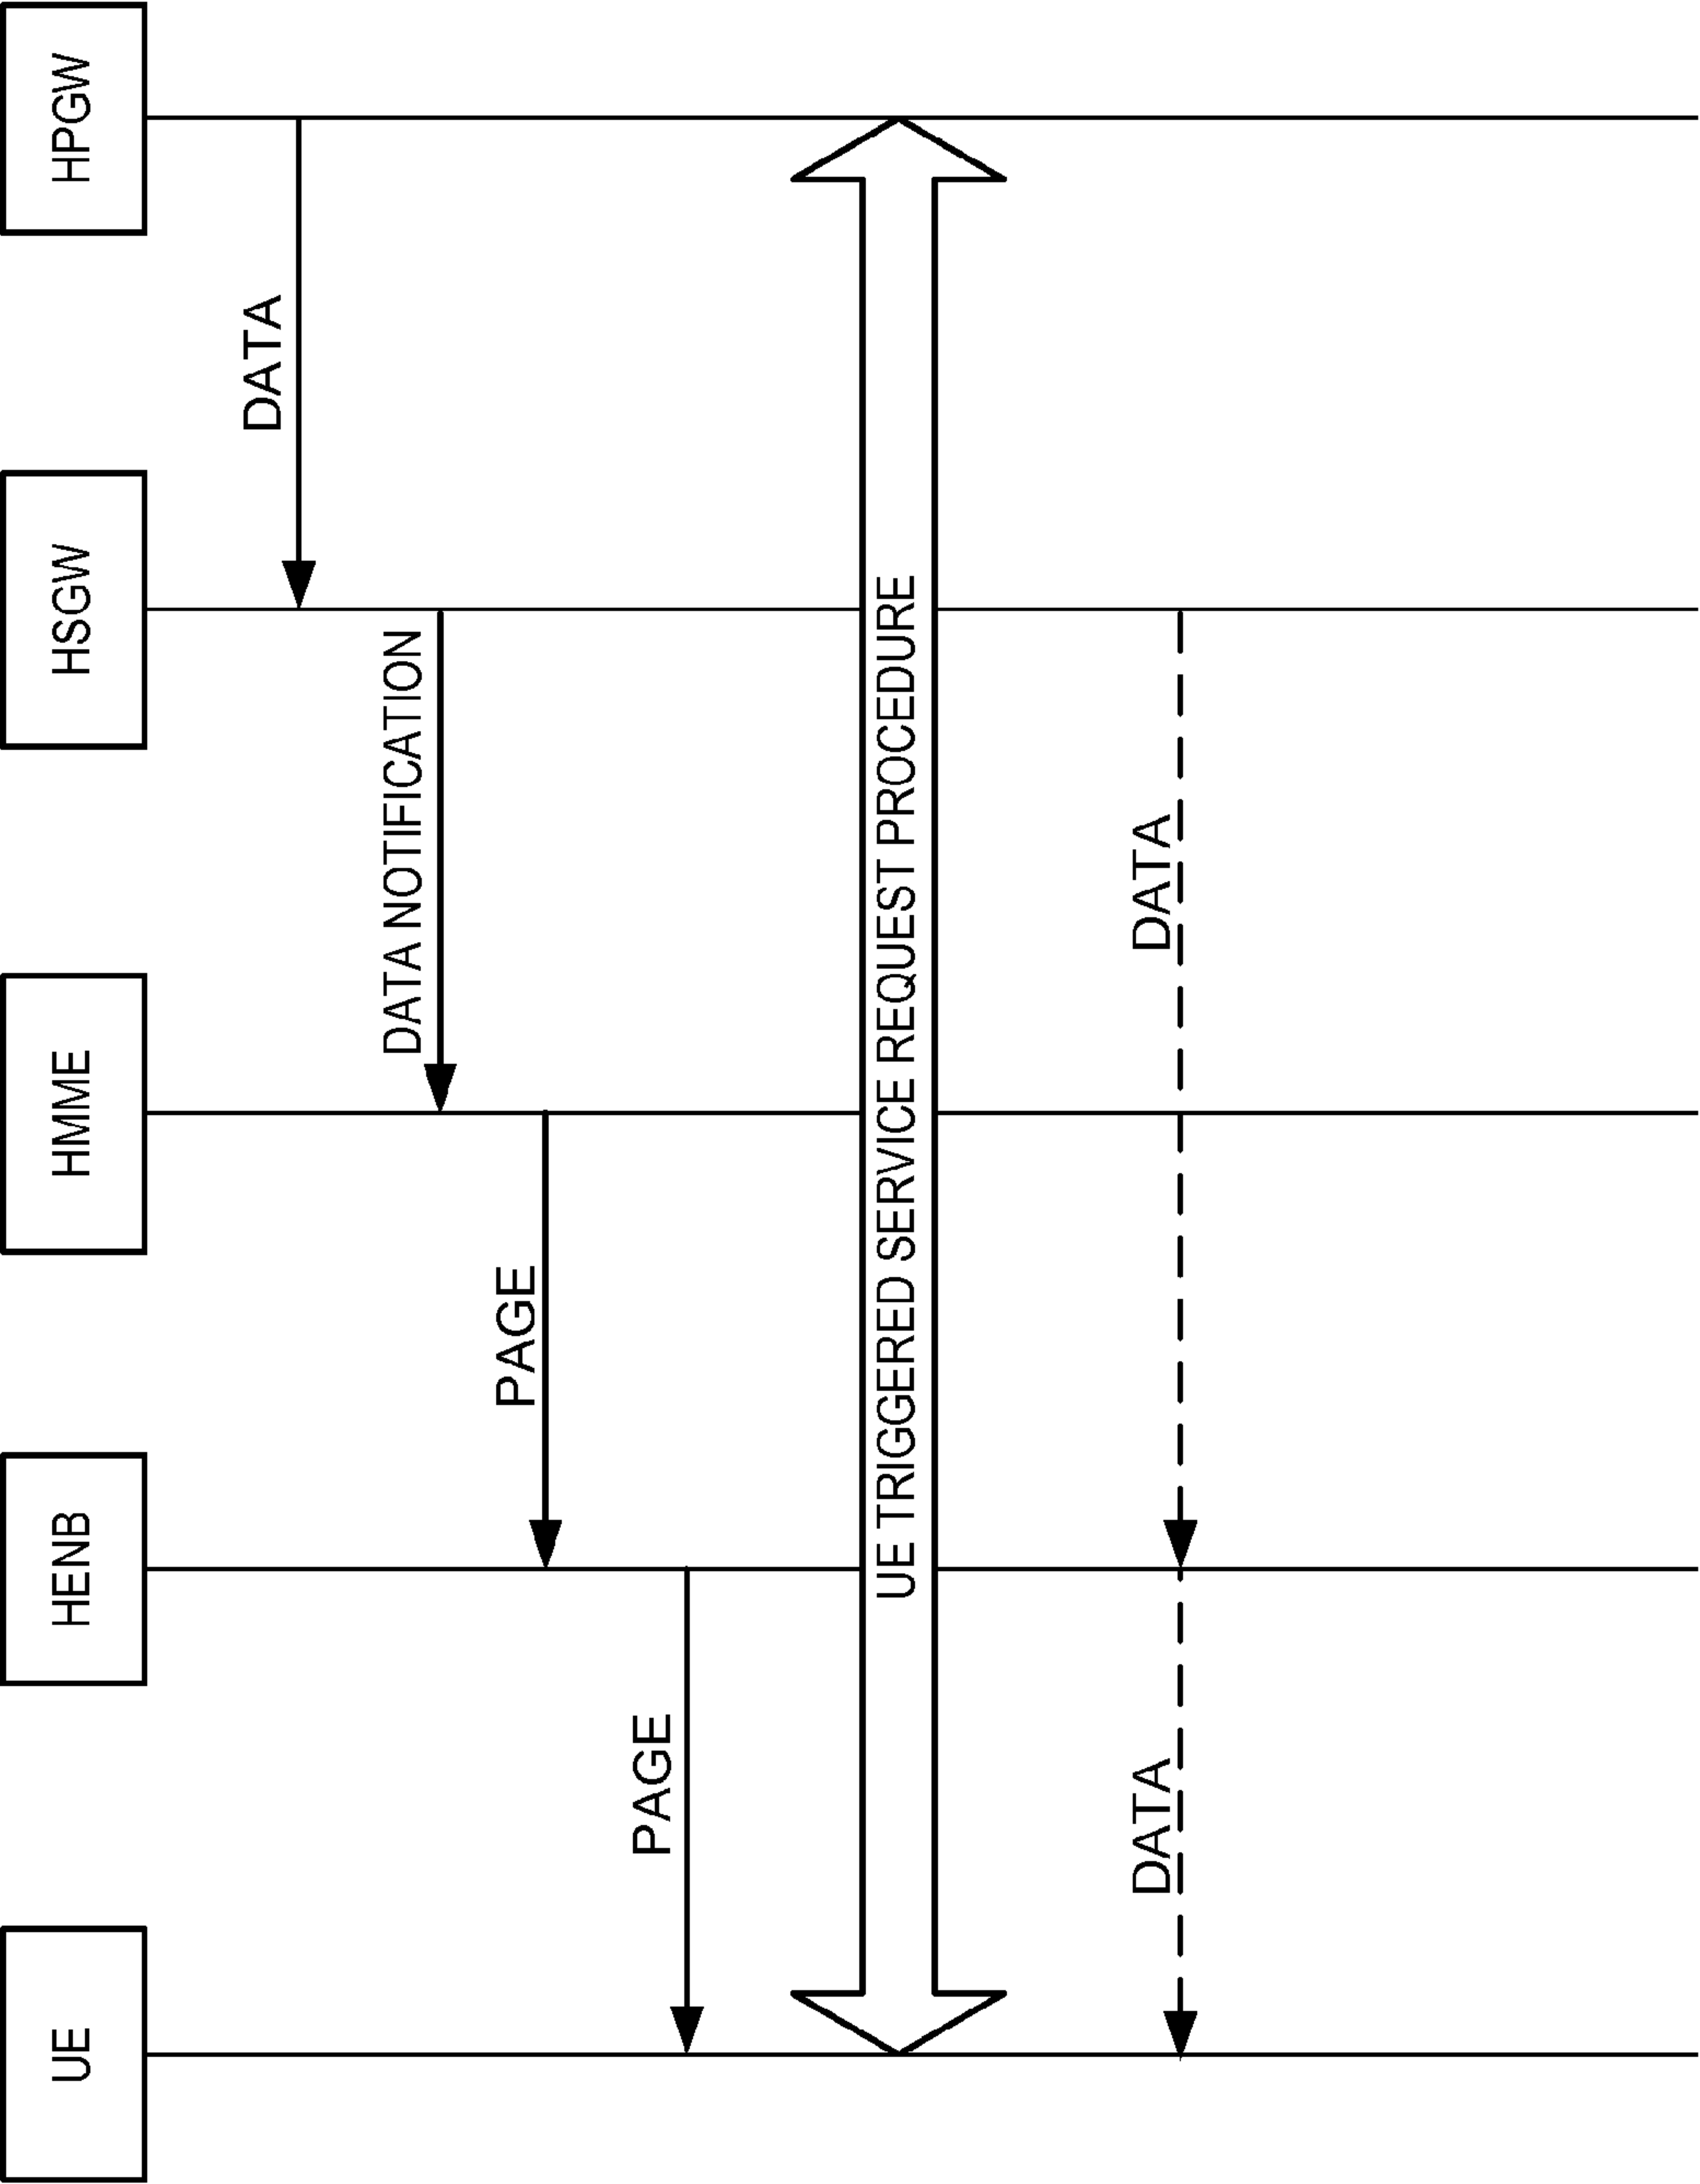 UE
HENB
HMME
HSGW
HPGW
DATA
DATA NOTIFICATION
PAGE
PAGE
UE TRIGGERED SERVICE REQUEST PROCEDURE
DATA
DATA